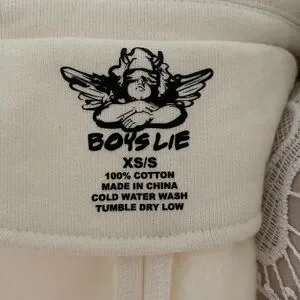 BOYS LIE
XS/S
100% COTTON
MADE IN CHINA
COLD WATER WASH
TUMBLE DRY LOW